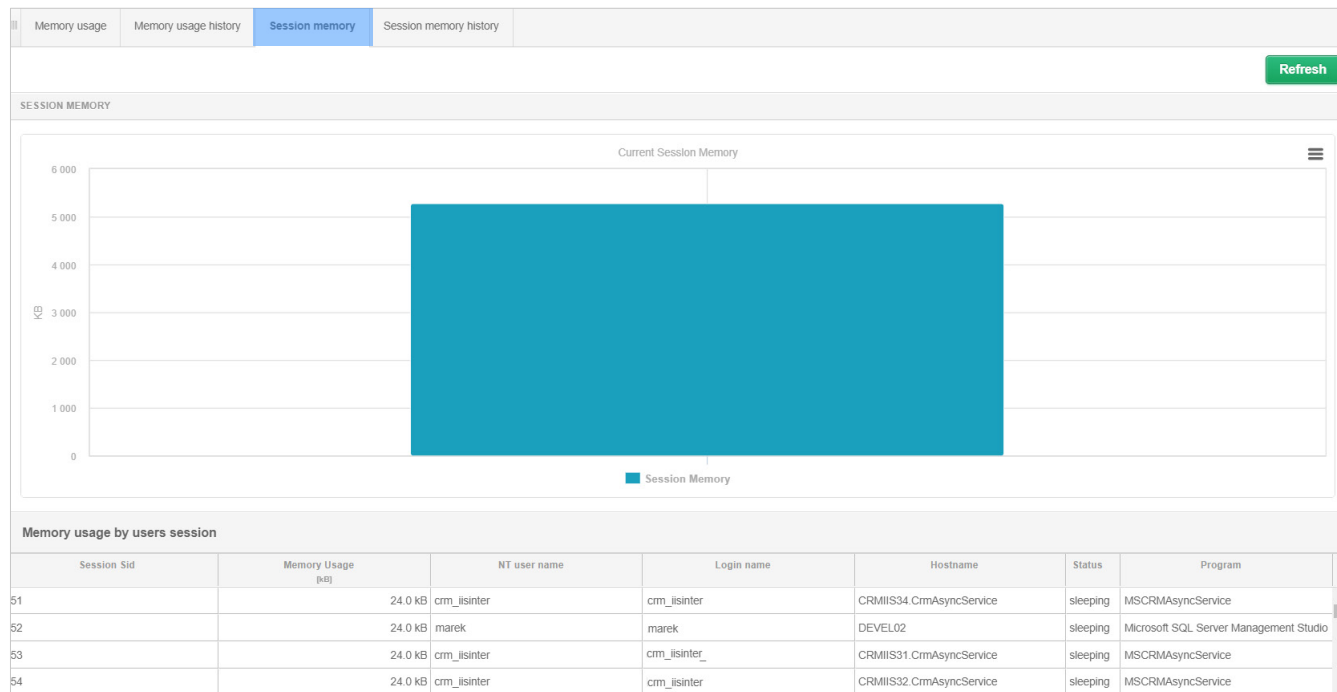 Memory usage Memory usage history Session memory Session memory history
Refresh
SESSION MEMORY
Current Session Memory
6 000
5 000
4 000
KB
3 000
2 000
1 000
0
Session Memory
Memory usage by users session
Session Sid Memory Usage NT user name Login name Hostname Status Program
[kB]
51 24.0 kB crm_iisinter crm_iisinter CRMIIS34.CrmAsyncService sleeping MSCRMAsyncService
52 24.0 kB marek marek DEVEL02 sleeping Microsoft SQL Server Management Studio
53 24.0 kB crm_iisinter crm_iisinter_ CRMIIS31.CrmAsyncService sleeping MSCRMAsyncService
54 24.0 kB crm_iisinter crm_iisinter CRMIIS32.CrmAsyncService sleeping MSCRMAsyncService